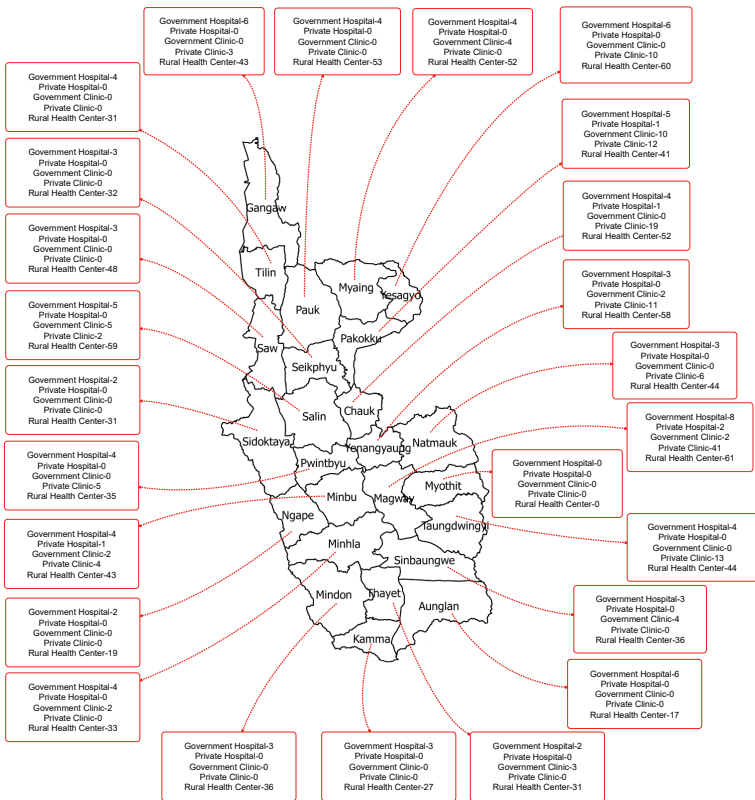 Government Hospital-6
Private Hospital-0
Government Clinic-0
Private Clinic-3
Rural Health Center-43
Government Hospital-4
Private Hospital-0
Government Clinic-0
Private Clinic-0
Rural Health Center-53
Government Hospital-4
Private Hospital-0
Government Clinic-4
Private Clinic-0
Rural Health Center-52
Government Hospital-6
Private Hospital-0
Government Clinic-0
Private Clinic-10
Rural Health Center-60
Government Hospital-4
Private Hospital-0
Government Clinic-0
Private Clinic-0
Rural Health Center-31
Government Hospital-3
Private Hospital-0
Government Clinic-0
Private Clinic-0
Rural Health Center-32
Government Hospital-3
Private Hospital-0
Government Clinic-0
Private Clinic-0
Rural Health Center-48
Government Hospital-5
Private Hospital-0
Government Clinic-5
Private Clinic-2
Rural Health Center-59
Government Hospital-2
Private Hospital-0
Government Clinic-0
Private Clinic-0
Rural Health Center-31
Government Hospital-4
Private Hospital-0
Government Clinic-0
Private Clinic-5
Rural Health Center-35
Government Hospital-4
Private Hospital-1
Government Clinic-2
Private Clinic-4
Rural Health Center-43
Government Hospital-2
Private Hospital-0
Government Clinic-0
Private Clinic-0
Rural Health Center-19
Government Hospital-4
Private Hospital-0
Government Clinic-2
Private Clinic-0
Rural Health Center-33
Gangaw
Tilin
Myaing
Yesagyo
Pauk
Pakokku
Saw
Seikphyu
Chauk
Salin
Sidoktaya
Yenangyaung
Natmauk
Pwintbyu
Minbu
Magway
Myothit
Ngape
Taungdwingyi
Minhla
Sinbaungwe
Mindon
Thayet
Aunglan
Kamma
Government Hospital-5
Private Hospital-1
Government Clinic-10
Private Clinic-12
Rural Health Center-41
Government Hospital-4
Private Hospital-1
Government Clinic-0
Private Clinic-19
Rural Health Center-52
Government Hospital-3
Private Hospital-0
Government Clinic-2
Private Clinic-11
Rural Health Center-58
Government Hospital-3
Private Hospital-0
Government Clinic-0
Private Clinic-6
Rural Health Center-44
Government Hospital-8
Private Hospital-2
Government Clinic-2
Private Clinic-41
Rural Health Center-61
Government Hospital-0
Private Hospital-0
Government Clinic-0
Private Clinic-0
Rural Health Center-0
Government Hospital-4
Private Hospital-0
Government Clinic-0
Private Clinic-13
Rural Health Center-44
Government Hospital-3
Private Hospital-0
Government Clinic-4
Private Clinic-0
Rural Health Center-36
Government Hospital-6
Private Hospital-0
Government Clinic-0
Private Clinic-0
Rural Health Center-17
Government Hospital-3
Private Hospital-0
Government Clinic-0
Private Clinic-0
Rural Health Center-36
Government Hospital-3
Private Hospital-0
Government Clinic-0
Private Clinic-0
Rural Health Center-27
Government Hospital-2
Private Hospital-0
Government Clinic-3
Private Clinic-0
Rural Health Center-31